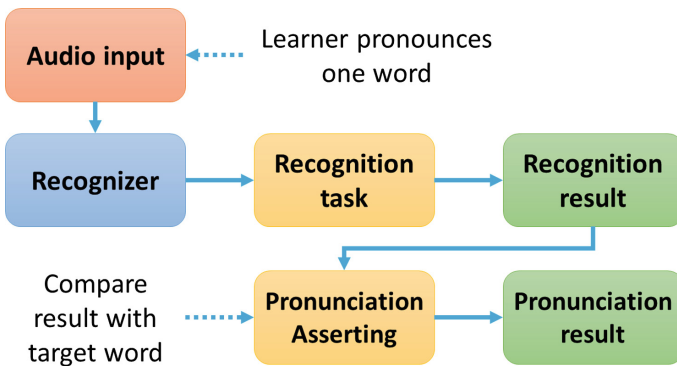 Audio input
Learner pronounces
one word
Recognizer
Recognition
task
Recognition
result
Compare
result with
target word
Pronunciation
Asserting
Pronunciation
result